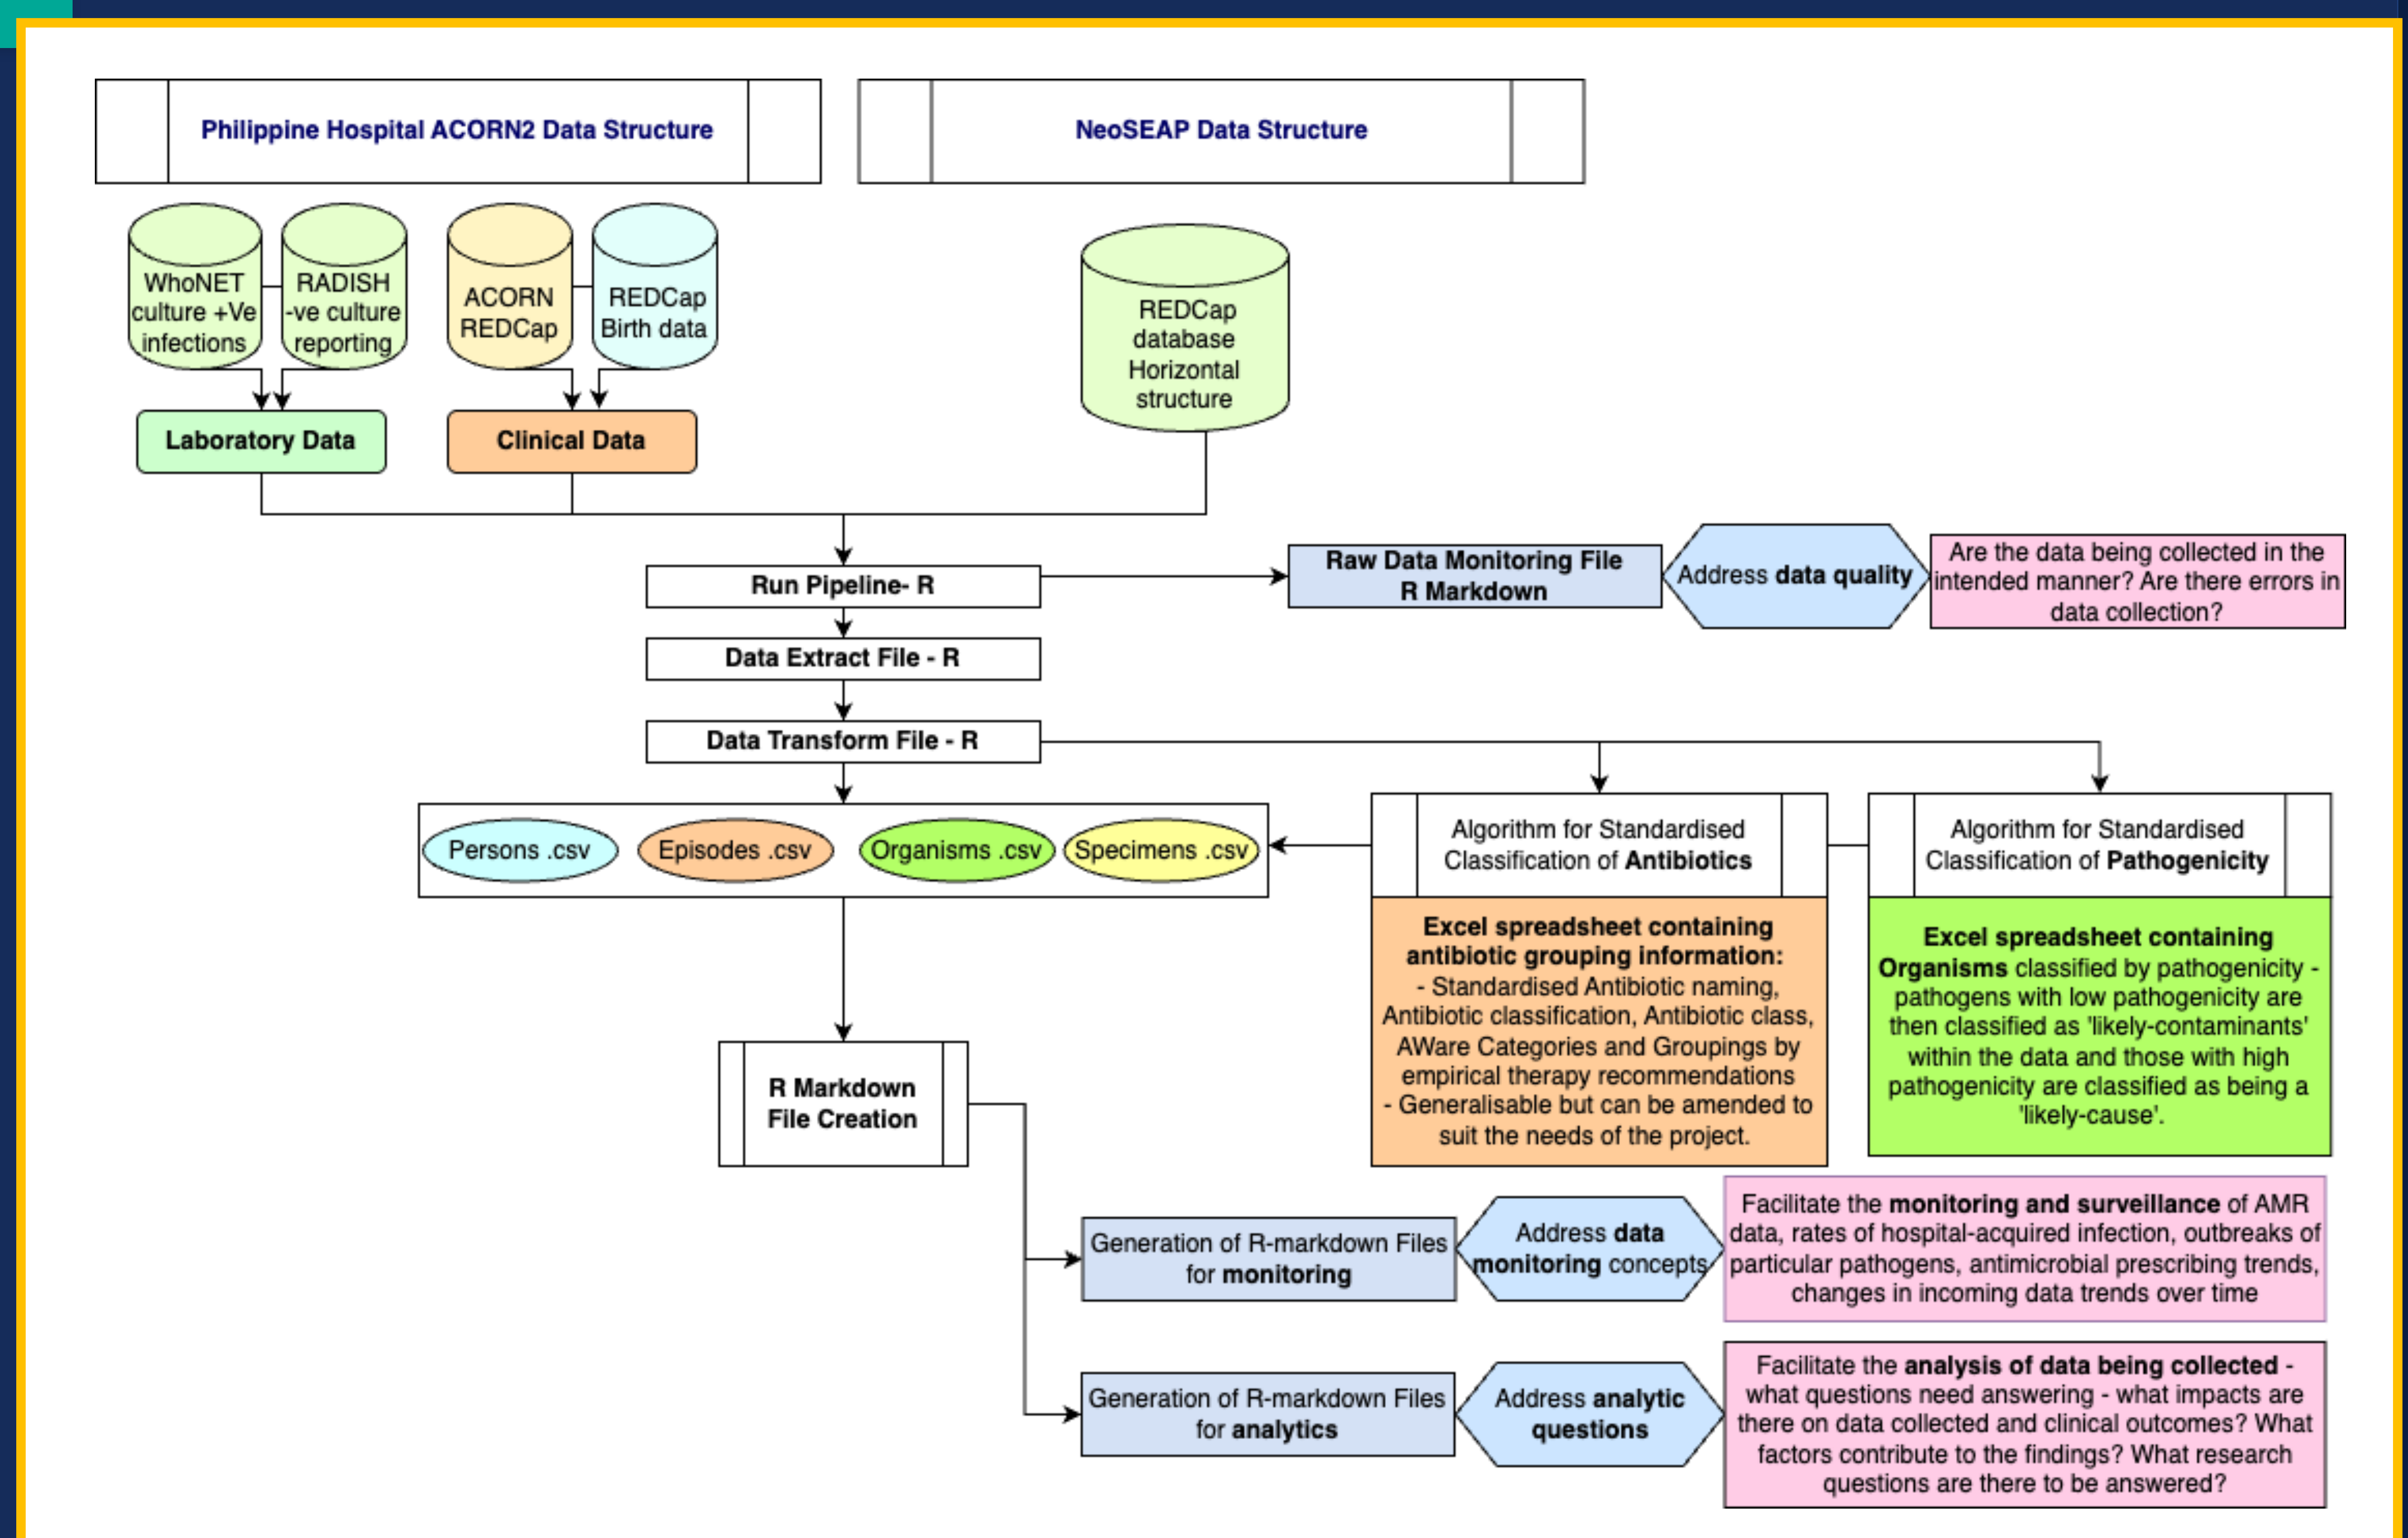 Philippine Hospital ACORN2 Data Structure
NeoSEAP Data Structure
WhoNET
culture +Ve
infections
RADISH
-ve culture
reporting
ACORN
REDCap
REDCap
Birth data
REDCap
database
Horizontal
structure
Laboratory Data
Clinical Data
Run Pipeline- R
Raw Data Monitoring File
R Markdown
Address data quality
Are the data being collected in the
intended manner? Are there errors in
data collection?
Data Extract File - R
Data Transform File - R
Persons .csv
Episodes .csv
Organisms .csv
Specimens .csv
Algorithm for Standardised
Classification of Antibiotics
Algorithm for Standardised
Classification of Pathogenicity
Excel spreadsheet containing
antibiotic grouping information:
- Standardised Antibiotic naming,
Antibiotic classification, Antibiotic class,
AWare Categories and Groupings by
empirical therapy recommendations
- Generalisable but can be amended to
suit the needs of the project.
Excel spreadsheet containing
Organisms classified by pathogenicity -
pathogens with low pathogenicity are
then classified as 'likely-contaminants'
within the data and those with high
pathogenicity are classified as being a
'likely-cause'.
R Markdown
File Creation
Generation of R-markdown Files
for monitoring
Address data
monitoring concepts
Facilitate the monitoring and surveillance of AMR
data, rates of hospital-acquired infection, outbreaks of
particular pathogens, antimicrobial prescribing trends,
changes in incoming data trends over time
Generation of R-markdown Files
for analytics
Address analytic
questions
Facilitate the analysis of data being collected -
what questions need answering - what impacts are
there on data collected and clinical outcomes? What
factors contribute to the findings? What research
questions are there to be answered?